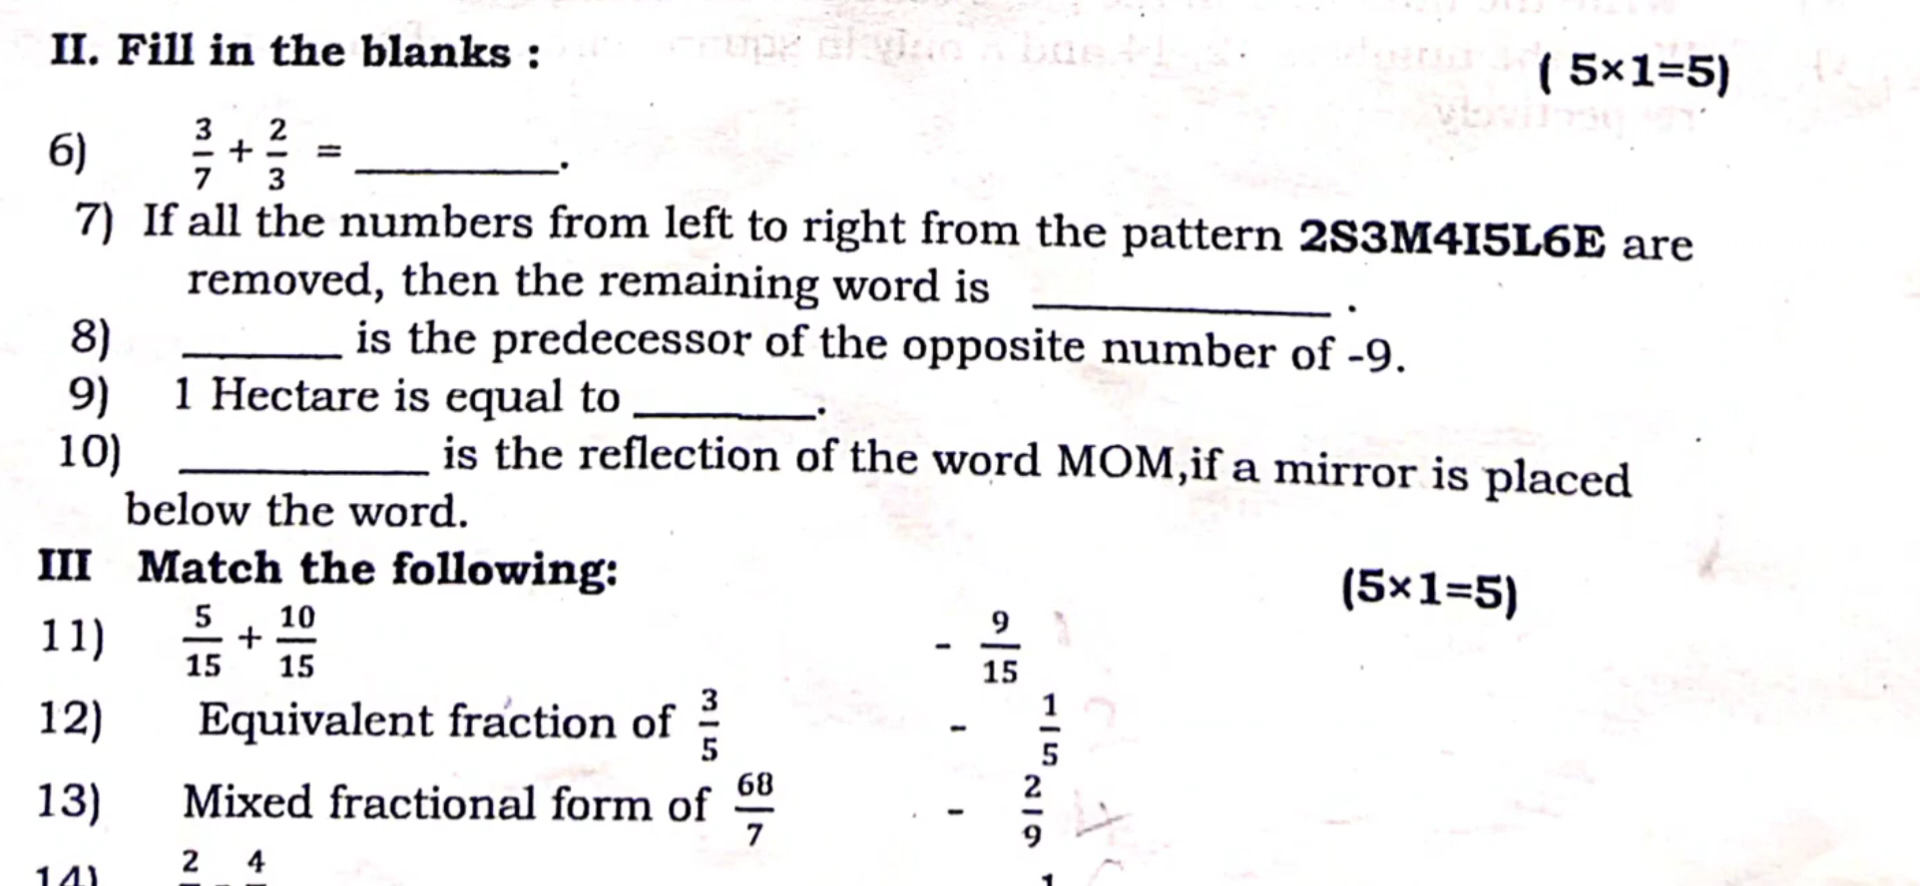 II. Fill in the blanks :
( 5×1=5)
6) 3/7 + 2/3 = ________.
7) If all the numbers from left to right from the pattern 2S3M4I5L6E are
removed, then the remaining word is ____________ .
8) ______ is the predecessor of the opposite number of -9.
9) 1 Hectare is equal to _______.
10) __________ is the reflection of the word MOM,if a mirror is placed
below the word.
III Match the following:
(5×1=5)
11) 5/15 + 10/15 - 9/15
12) Equivalent fraction of 3/5 - 1/5
13) Mixed fractional form of 68/7 - 2/9
14) 2 4 1